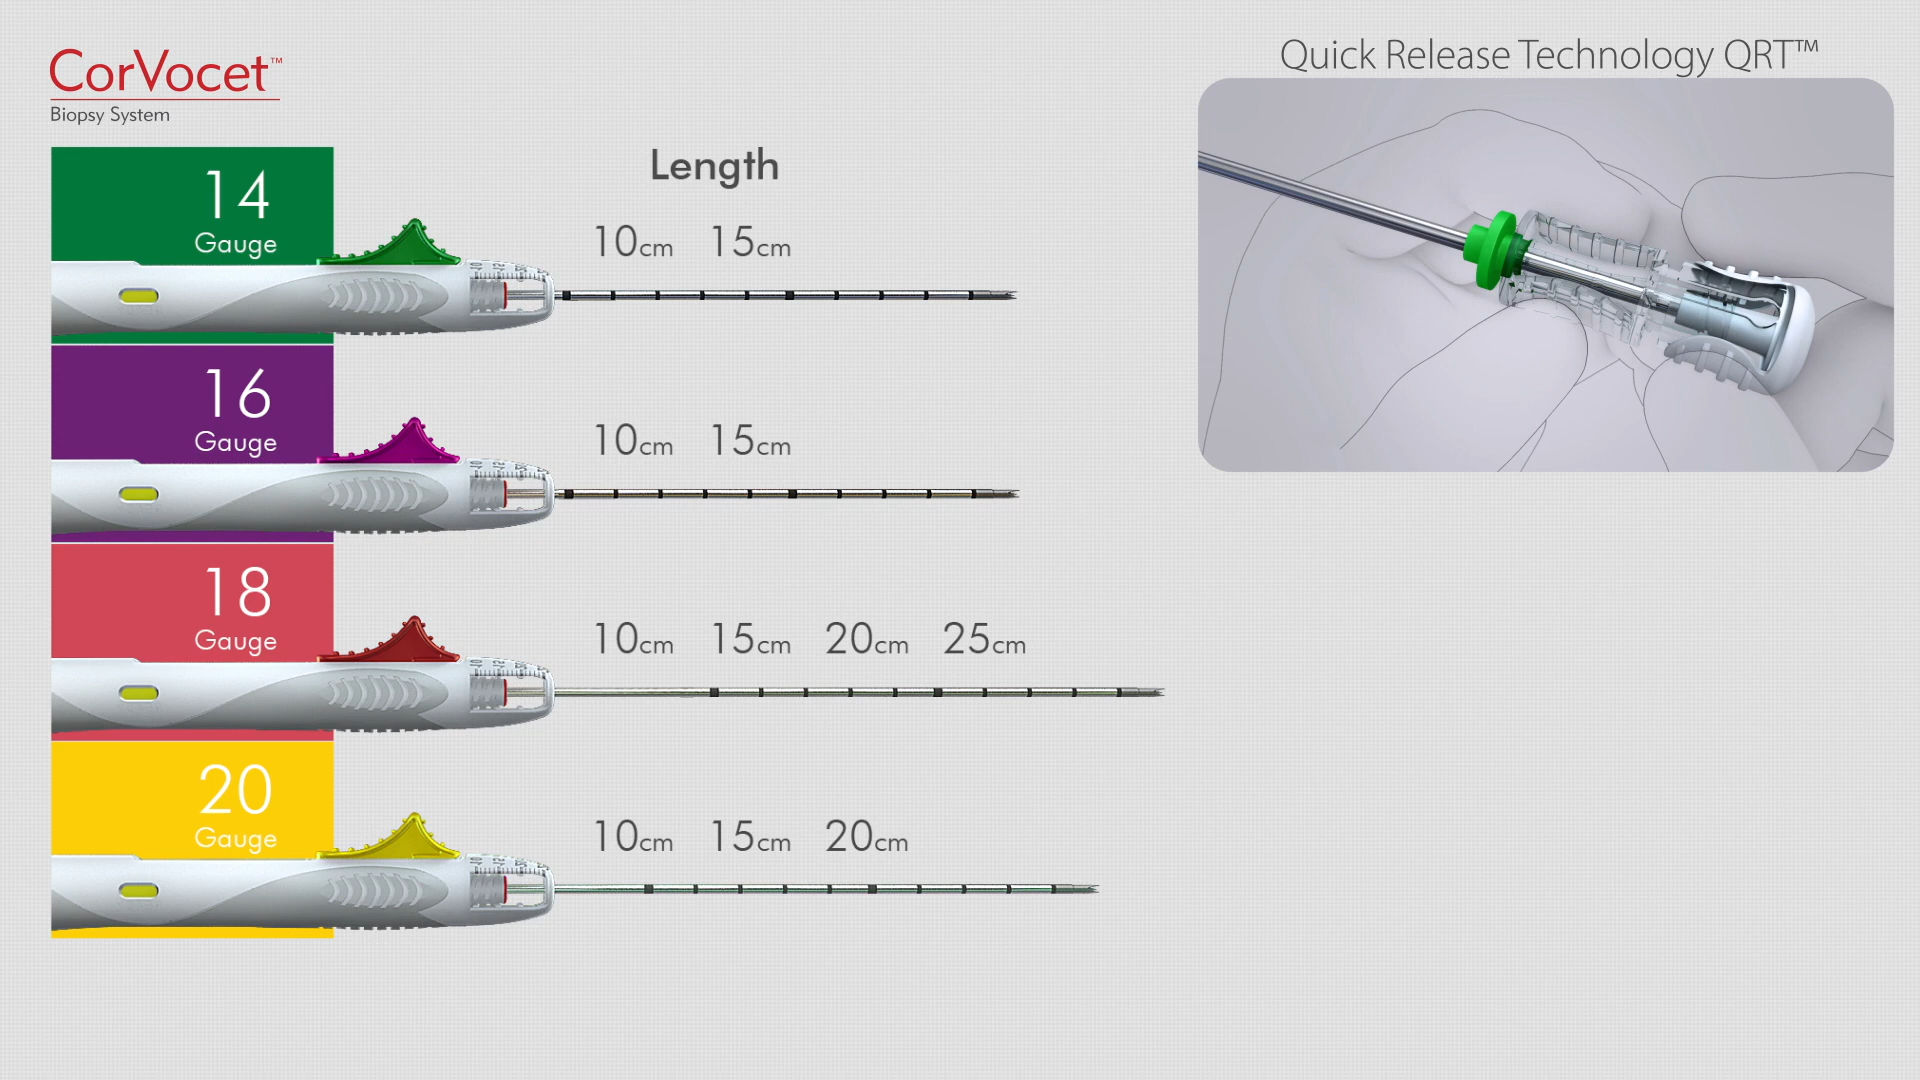 CorVocet™
Biopsy System
Quick Release Technology QRT™
Length
14
Gauge
10cm 15cm
16
Gauge
10cm 15cm
18
Gauge
10cm 15cm 20cm 25cm
20
Gauge
10cm 15cm 20cm